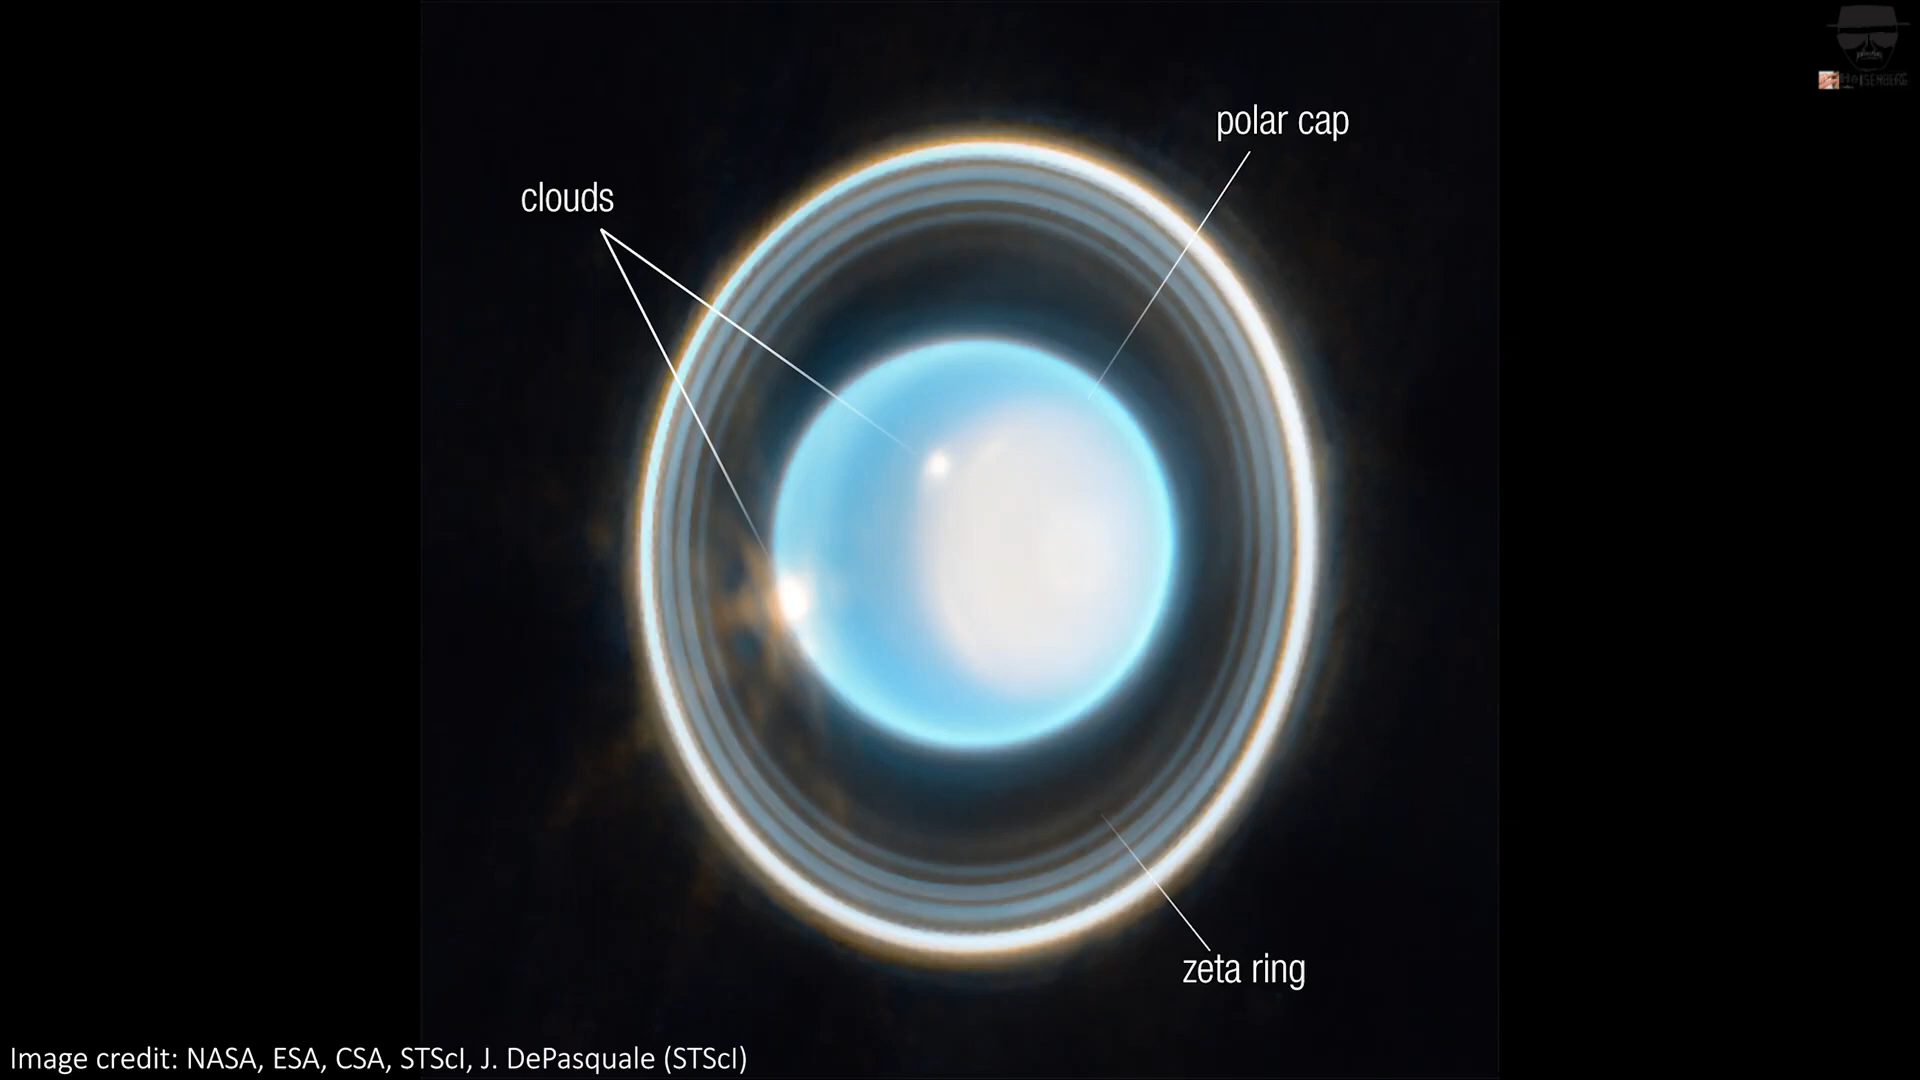 polar cap
clouds
zeta ring
Image credit: NASA, ESA, CSA, STScI, J. DePasquale (STScI)